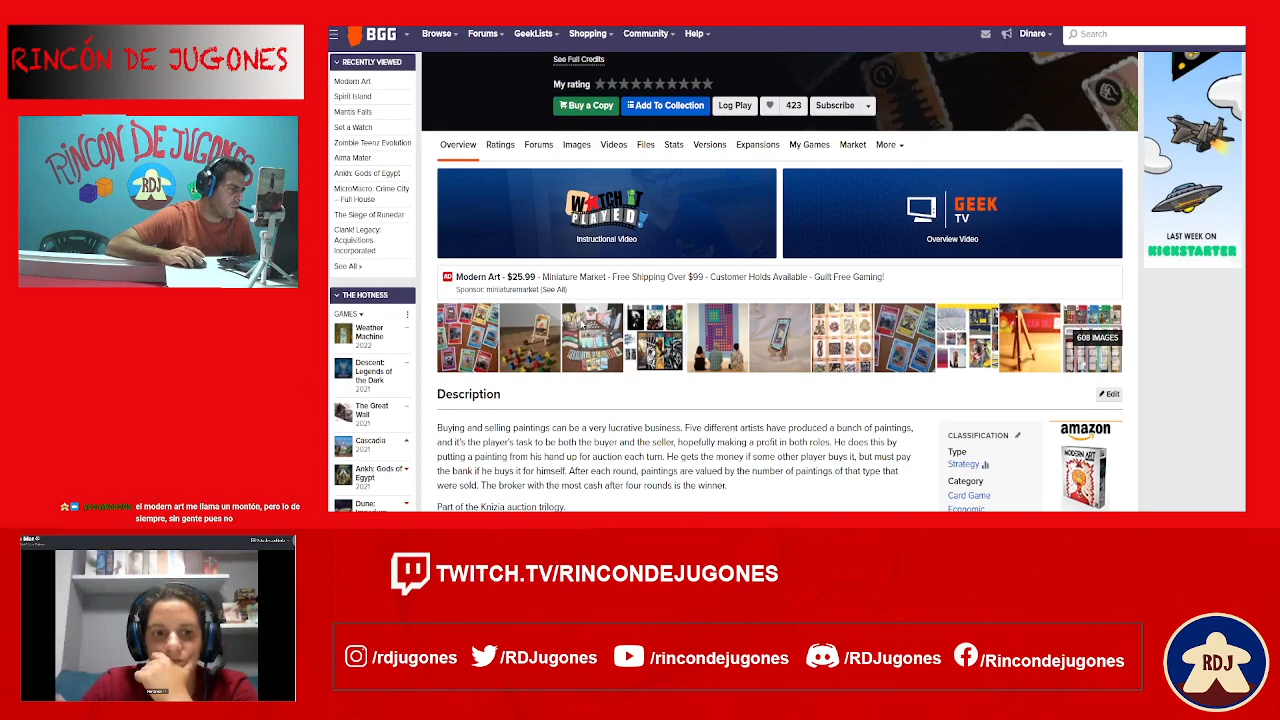 RINCÓN DE JUGONES
RINCÓN DE JUGONES
RDJ
el modern art me llama un montón, pero lo de
siempre, sin gente pues no
BGG
Browse Forums GeekLists Shopping Community Help
Dinare
Search
RECENTLY VIEWED
Modern Art
Spirit Island
Mantis Falls
Set a Watch
Zombie Teenz Evolution
Alma Mater
Ankh: Gods of Egypt
MicroMacro: Crime City
– Full House
The Siege of Runedar
Clank! Legacy:
Acquisitions
Incorporated
See All »
THE HOTNESS
GAMES
Weather
Machine
2022
Descent:
Legends of
the Dark
2021
The Great
Wall
2021
Cascadia
2021
Ankh: Gods of
Egypt
2021
Dune:
See Full Credits
My rating
Buy a Copy Add To Collection Log Play 423 Subscribe
Overview Ratings Forums Images Videos Files Stats Versions Expansions My Games Market More
WATCH IT
PLAYED
Instructional Video
GEEK
TV
Overview Video
AD Modern Art - $25.99 - Miniature Market - Free Shipping Over $99 - Customer Holds Available - Guilt Free Gaming!
Sponsor: miniaturemarket (See All)
608 IMAGES
Description
Edit
Buying and selling paintings can be a very lucrative business. Five different artists have produced a bunch of paintings,
and it's the player's task to be both the buyer and the seller, hopefully making a profit in both roles. He does this by
putting a painting from his hand up for auction each turn. He gets the money if some other player buys it, but must pay
the bank if he buys it for himself. After each round, paintings are valued by the number of paintings of that type that
were sold. The broker with the most cash after four rounds is the winner.
Part of the Knizia auction trilogy.
CLASSIFICATION
Type
Strategy
Category
Card Game
Economic
amazon
MODERN ART
LAST WEEK ON
KICKSTARTER
TWITCH.TV/RINCONDEJUGONES
/rdjugones /RDJugones /rincondejugones /RDJugones /Rincondejugones
RDJ